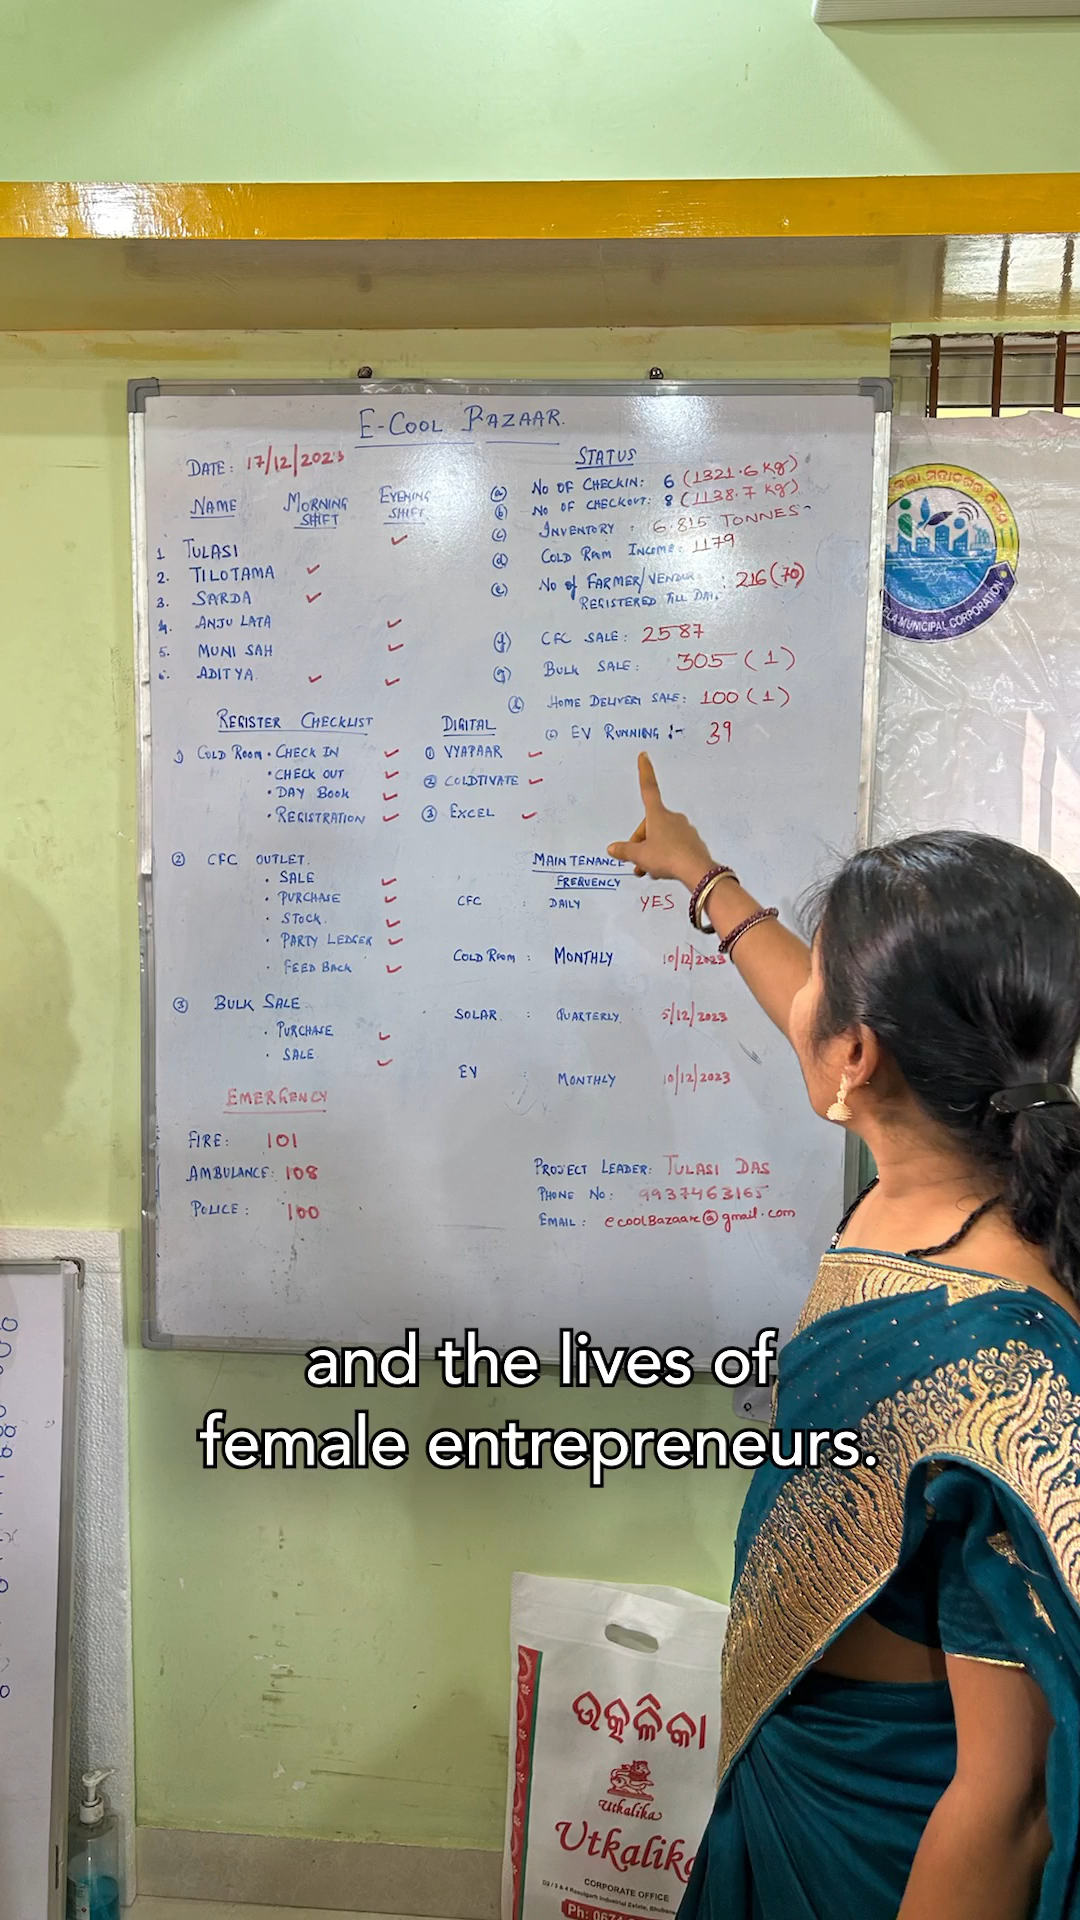 E-COOL BAZAAR.
DATE: 17/12/2023
NAME MORNING SHIFT EVENING SHIFT
1 TULASI ✓
2. TILOTAMA ✓
3. SARDA ✓
4. ANJU LATA ✓
5. MUNI SAH ✓
6. ADITYA ✓ ✓
STATUS
(a) NO OF CHECKIN: 6 (1321.6 Kg)
(b) NO OF CHECKOUT: 8 (1138.7 Kg)
(c) INVENTORY : 6.815 TONNES
(d) COLD ROOM INCOME: 1179
(e) NO of FARMER/VENDOR : 216(70)
REGISTERED TILL DATE
(f) CFC SALE: 2587
(g) BULK SALE: 305 (1)
HOME DELIVERY SALE: 100(1)
EV RUNNING :- 39
REGISTER CHECKLIST
1) COLD ROOM • CHECK IN ✓
• CHECK OUT ✓
• DAY BOOK ✓
• REGISTRATION ✓
② CFC OUTLET.
• SALE ✓
• PURCHASE ✓
• STOCK. ✓
• PARTY LEDGER ✓
• FEED BACK ✓
③ BULK SALE
• PURCHASE ✓
• SALE ✓
DIGITAL
① VYAPAAR ✓
② COLDTIVATE ✓
③ EXCEL ✓
MAINTENANCE
FREQUENCY
CFC : DAILY YES
COLD ROOM : MONTHLY 10/12/2023
SOLAR : QUARTERLY 5/12/2023
EV : MONTHLY 10/12/2023
EMERGENCY
FIRE: 101
AMBULANCE: 108
POLICE: 100
PROJECT LEADER: TULASI DAS
PHONE NO: 9937463165
EMAIL: ecoolBazaare@gmail.com
ELA MUNICIPAL CORPORATION
and the lives of
female entrepreneurs.
ଉତ୍କଳିକା
Utkalika
Utkalika
CORPORATE OFFICE
Ph: 0674